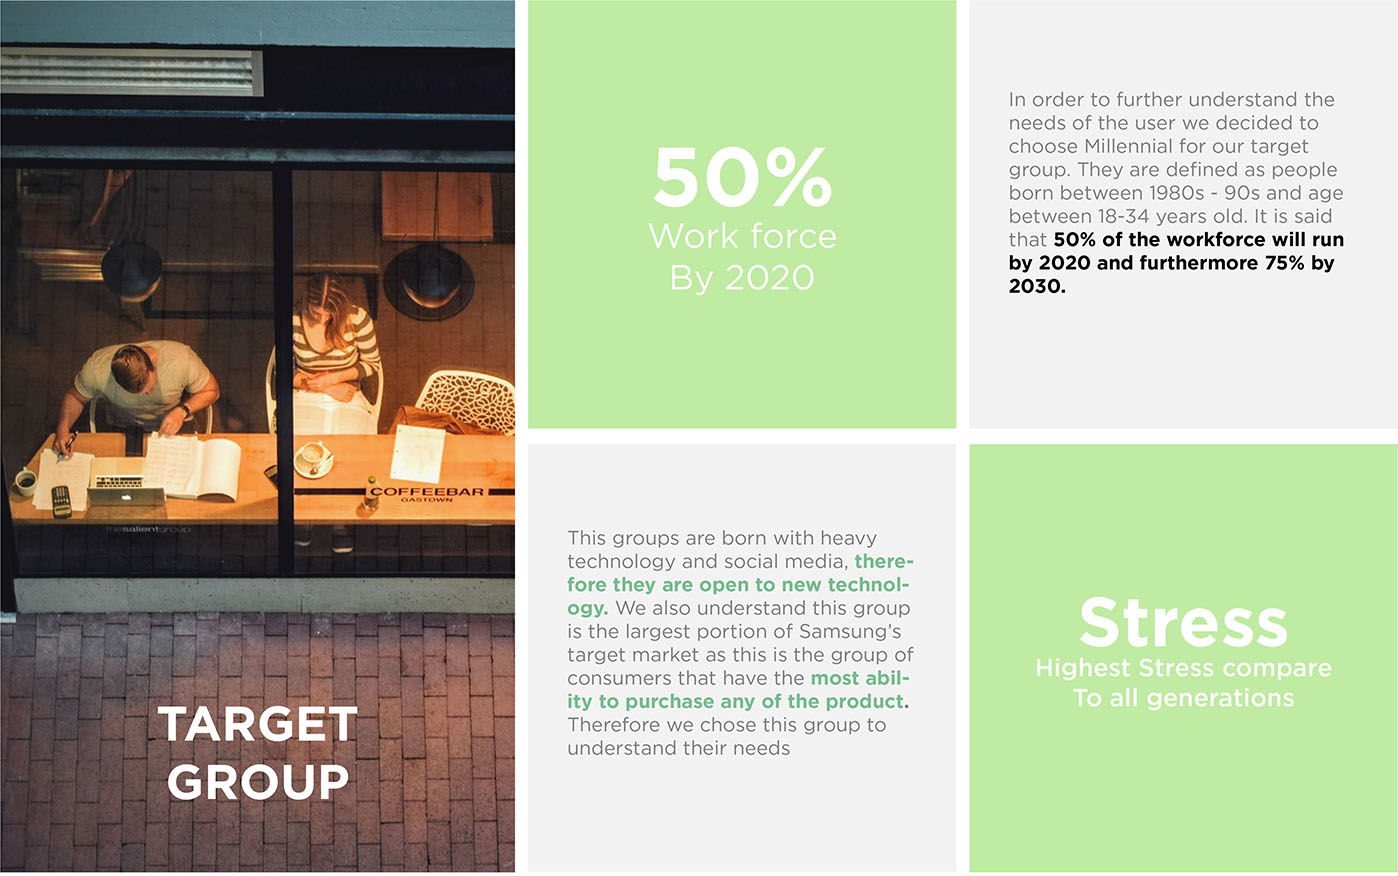 50%
Work force
By 2020
In order to further understand the
needs of the user we decided to
choose Millennial for our target
group. They are defined as people
born between 1980s - 90s and age
between 18-34 years old. It is said
that 50% of the workforce will run
by 2020 and furthermore 75% by
2030.
COFFEEBAR
GASTOWN
thesalientgroup
TARGET
GROUP
This groups are born with heavy
technology and social media, there-
fore they are open to new technol-
ogy. We also understand this group
is the largest portion of Samsung's
target market as this is the group of
consumers that have the most abil-
ity to purchase any of the product.
Therefore we chose this group to
understand their needs
Stress
Highest Stress compare
To all generations